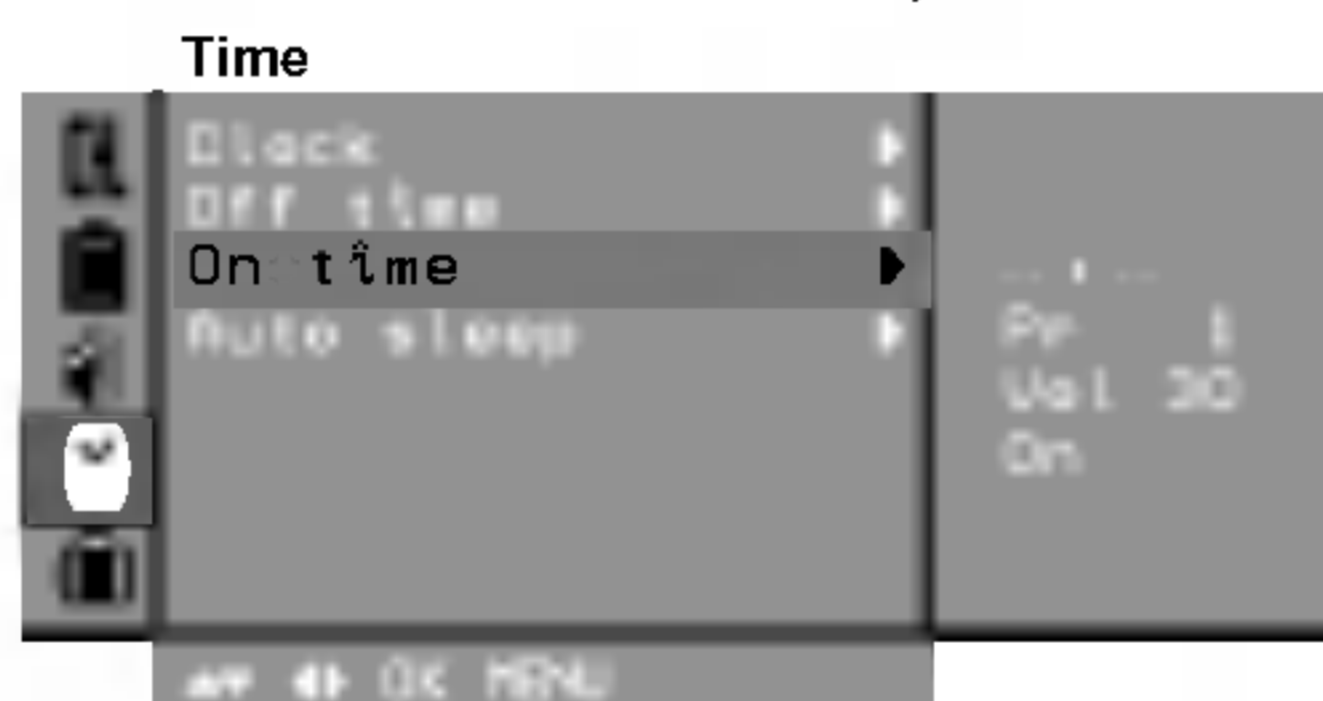 Time
Clock
Off time
On time
Auto sleep
-- : --
Pr 1
Vol 30
On
▲▼ ◀▶ OK MENU